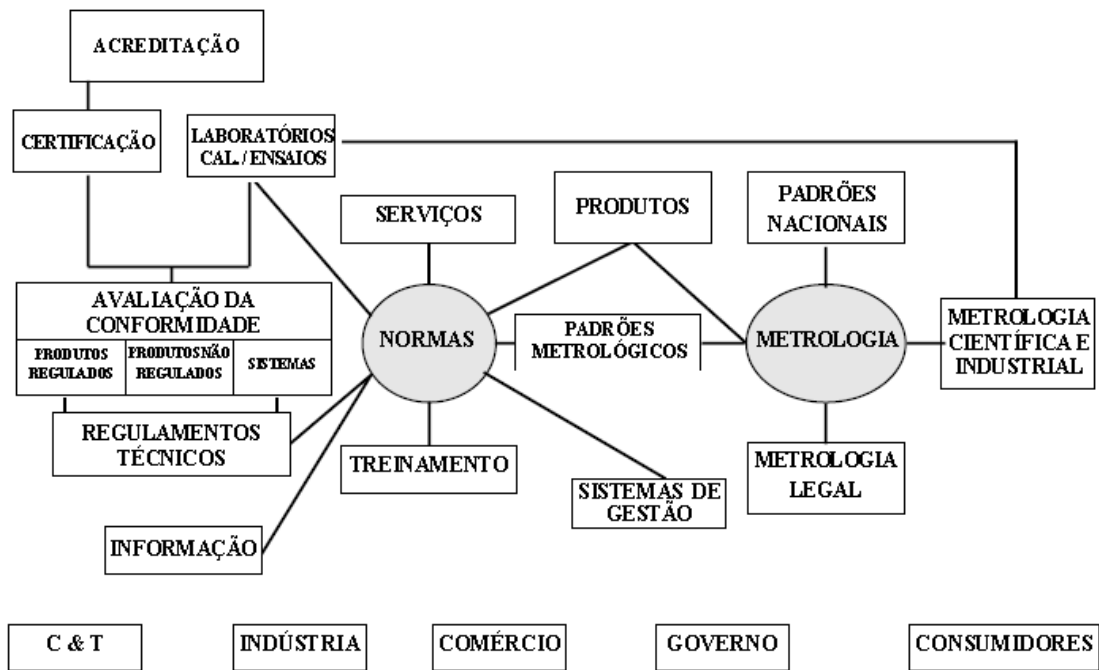 ACREDITAÇÃO
CERTIFICAÇÃO
LABORATÓRIOS
CAL. / ENSAIOS
SERVIÇOS
PRODUTOS
PADRÕES
NACIONAIS
AVALIAÇÃO DA
CONFORMIDADE
PRODUTOS
REGULADOS
PRODUTOS NÃO
REGULADOS
SISTEMAS
NORMAS
PADRÕES
METROLÓGICOS
METROLOGIA
METROLOGIA
CIENTÍFICA E
INDUSTRIAL
REGULAMENTOS
TÉCNICOS
TREINAMENTO
METROLOGIA
LEGAL
SISTEMAS DE
GESTÃO
INFORMAÇÃO
C & T
INDÚSTRIA
COMÉRCIO
GOVERNO
CONSUMIDORES